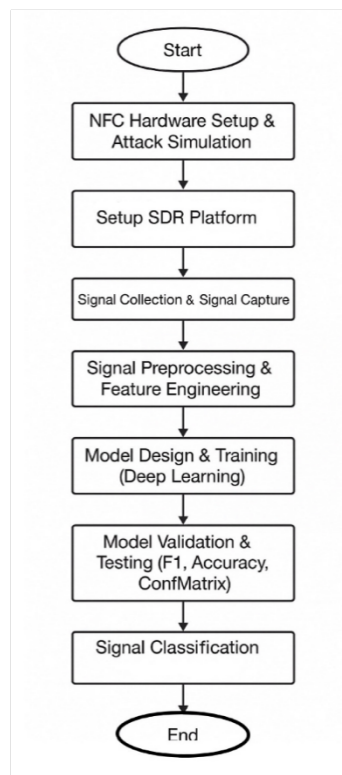 Start
NFC Hardware Setup &
Attack Simulation
Setup SDR Platform
Signal Collection & Signal Capture
Signal Preprocessing &
Feature Engineering
Model Design & Training
(Deep Learning)
Model Validation &
Testing (F1, Accuracy,
ConfMatrix)
Signal Classification
End